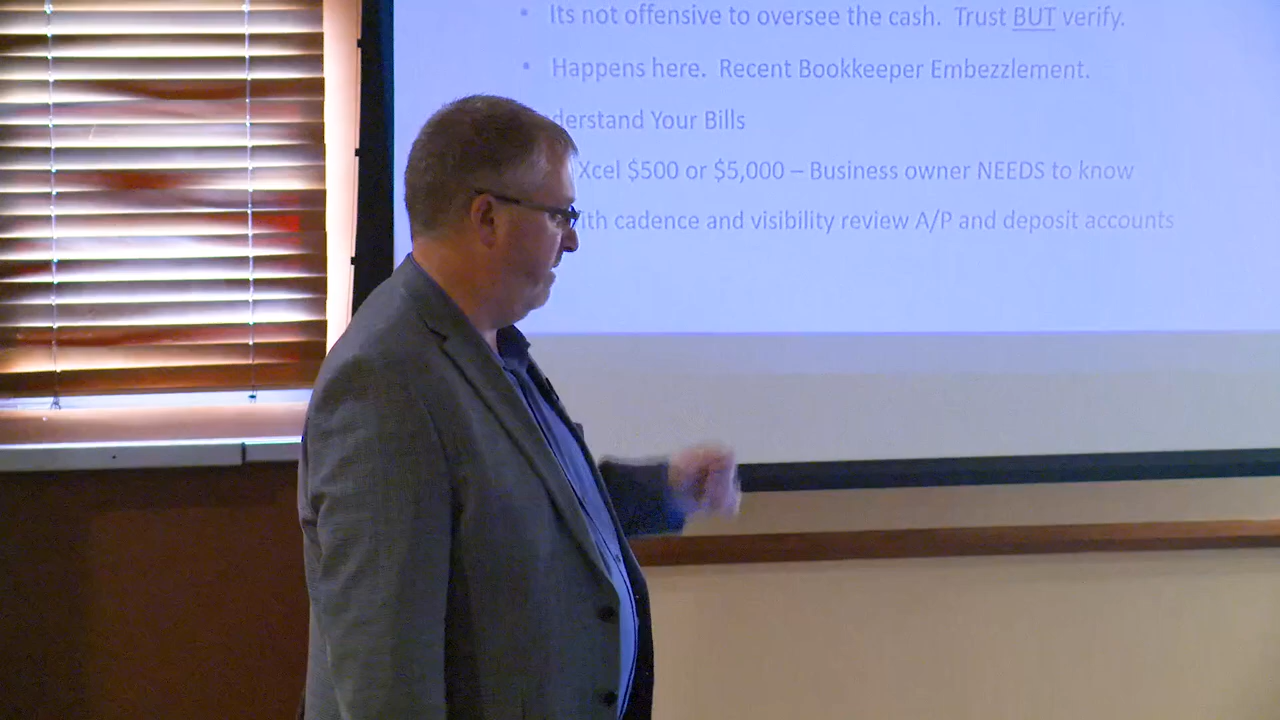 • Its not offensive to oversee the cash. Trust BUT verify.
• Happens here. Recent Bookkeeper Embezzlement.
derstand Your Bills
Xcel $500 or $5,000 – Business owner NEEDS to know
ith cadence and visibility review A/P and deposit accounts